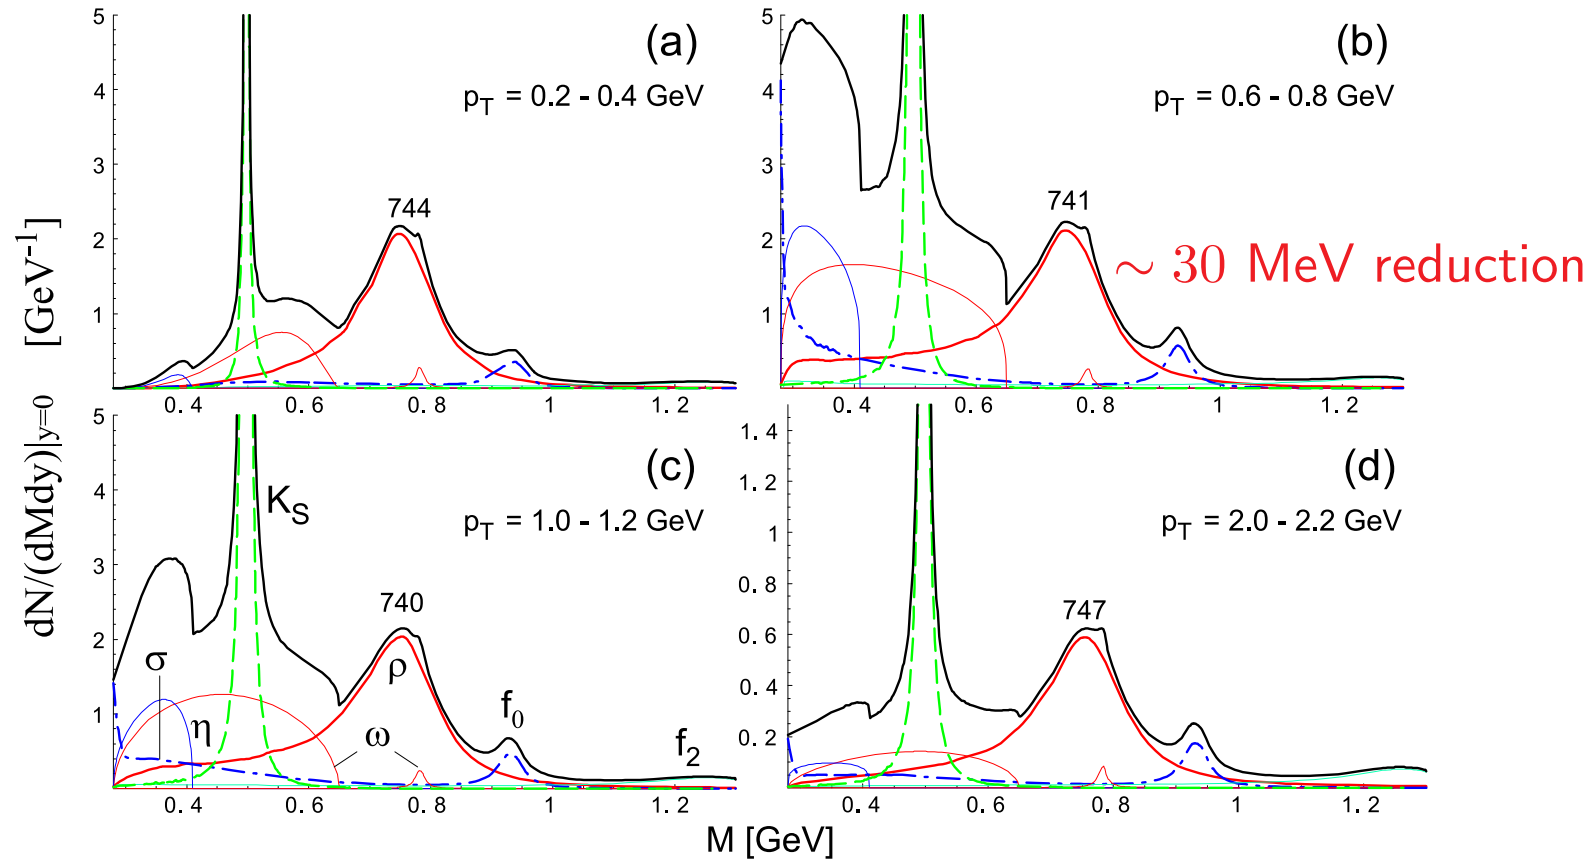 (a)
p_T = 0.2 - 0.4 GeV
744
5
4
3
2
1
0.4 0.6 0.8 1 1.2
(b)
p_T = 0.6 - 0.8 GeV
741
∼ 30 MeV reduction
5
4
3
2
1
0.4 0.6 0.8 1 1.2
(c)
p_T = 1.0 - 1.2 GeV
K_S
740
σ
η
ρ
ω
f_0
f_2
5
4
3
2
1
0.4 0.6 0.8 1 1.2
(d)
p_T = 2.0 - 2.2 GeV
747
1.4
1.2
1
0.8
0.6
0.4
0.2
0.4 0.6 0.8 1 1.2
dN/(dMdy)|y=0 [GeV^-1]
M [GeV]